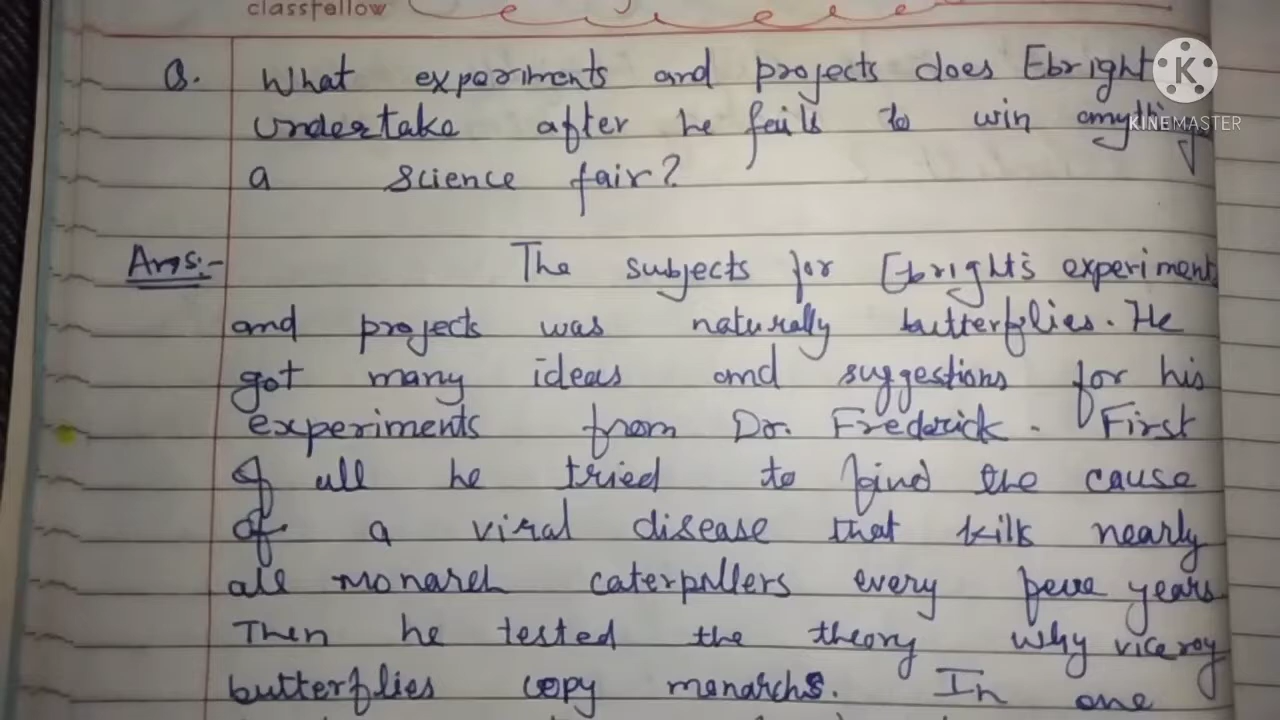 classfellow
Q. What experiments and projects does Ebright
undertake after he fails to win anything
a science fair?
K
KINEMASTER
Ans:- The subjects for Ebright's experiment
and projects was naturally butterflies. He
got many ideas and suggestions for his
experiments from Dr. Frederick. First
of all he tried to find the cause
of a viral disease that kills nearly
all monarch caterpillers every few years
Then he tested the theory why viceroy
butterflies copy monarchs. In one